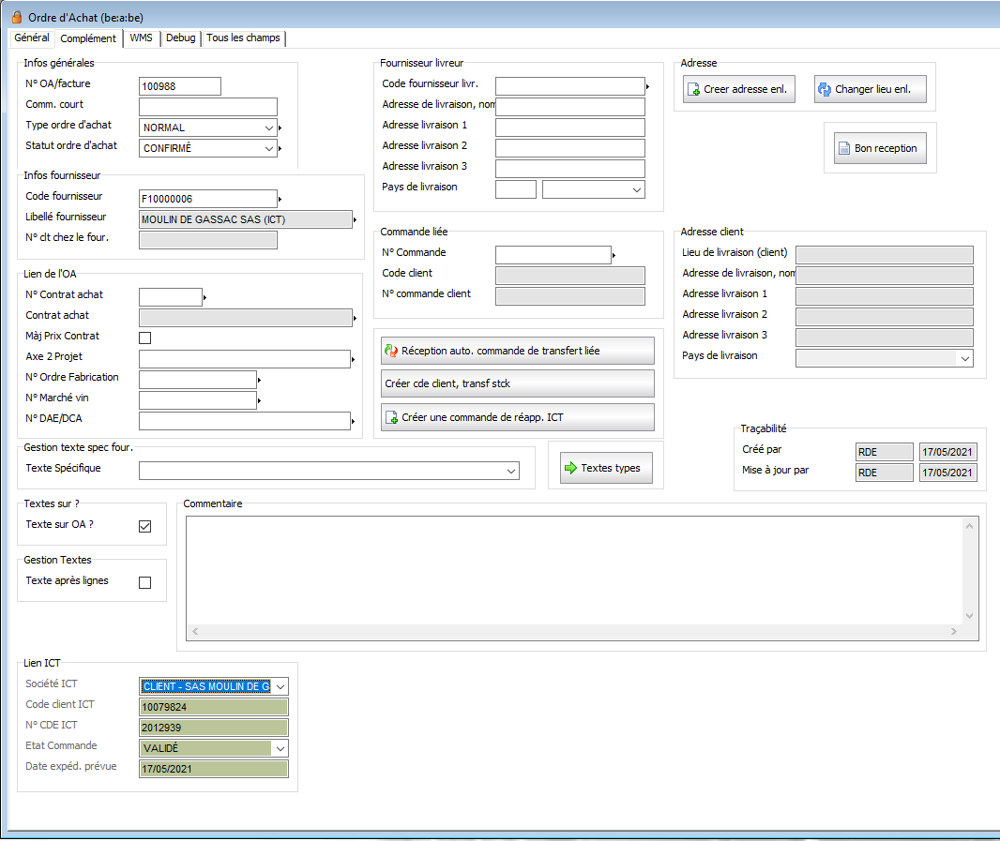 Ordre d'Achat (be:a:be)
Général Complément WMS Debug Tous les champs
Infos générales
N° OA/facture 100988
Comm. court
Type ordre d'achat NORMAL
Statut ordre d'achat CONFIRMÉ
Infos fournisseur
Code fournisseur F10000006
Libellé fournisseur MOULIN DE GASSAC SAS (ICT)
N° clt chez le four.
Lien de l'OA
N° Contrat achat
Contrat achat
Màj Prix Contrat
Axe 2 Projet
N° Ordre Fabrication
N° Marché vin
N° DAE/DCA
Fournisseur livreur
Code fournisseur livr.
Adresse de livraison, nom
Adresse livraison 1
Adresse livraison 2
Adresse livraison 3
Pays de livraison
Commande liée
N° Commande
Code client
N° commande client
Réception auto. commande de transfert liée
Créer cde client, transf stck
Créer une commande de réapp. ICT
Adresse
Creer adresse enl. Changer lieu enl.
Bon reception
Adresse client
Lieu de livraison (client)
Adresse de livraison, nom
Adresse livraison 1
Adresse livraison 2
Adresse livraison 3
Pays de livraison
Gestion texte spec four.
Texte Spécifique
Textes types
Traçabilité
Créé par RDE 17/05/2021
Mise à jour par RDE 17/05/2021
Textes sur ?
Texte sur OA ?
Gestion Textes
Texte après lignes
Commentaire
Lien ICT
Société ICT CLIENT - SAS MOULIN DE G
Code client ICT 10079824
N° CDE ICT 2012939
Etat Commande VALIDÉ
Date expéd. prévue 17/05/2021